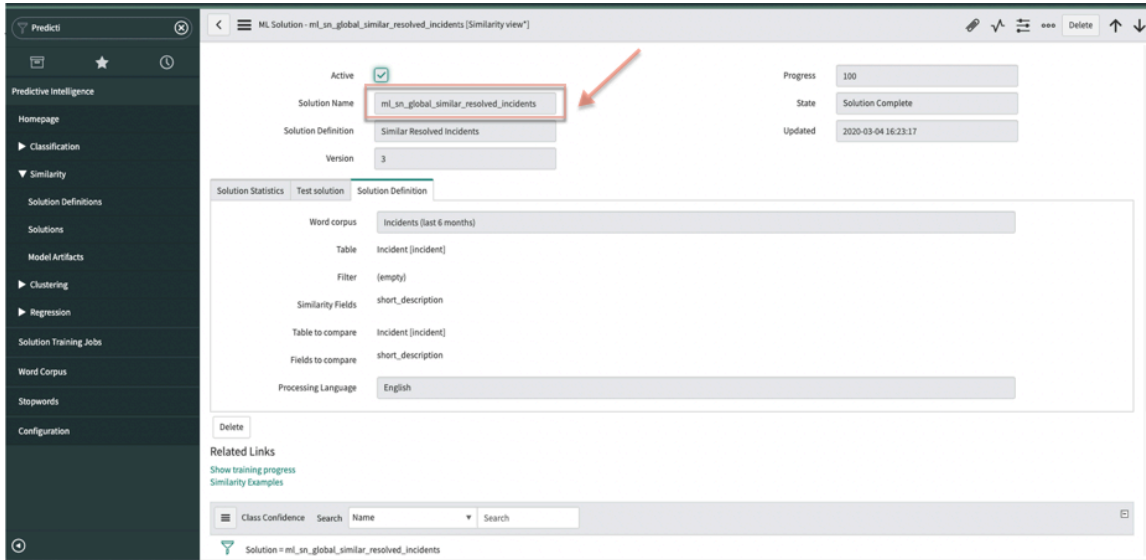 Predicti
ML Solution - ml_sn_global_similar_resolved_incidents [Similarity view*]
Delete
Predictive Intelligence
Homepage
Classification
Similarity
Solution Definitions
Solutions
Model Artifacts
Clustering
Regression
Solution Training Jobs
Word Corpus
Stopwords
Configuration
Active
Solution Name ml_sn_global_similar_resolved_incidents
Solution Definition Similar Resolved Incidents
Version 3
Progress 100
State Solution Complete
Updated 2020-03-04 16:23:17
Solution Statistics Test solution Solution Definition
Word corpus Incidents (last 6 months)
Table Incident [incident]
Filter (empty)
Similarity Fields short_description
Table to compare Incident [incident]
Fields to compare short_description
Processing Language English
Delete
Related Links
Show training progress
Similarity Examples
Class Confidence Search Name Search
Solution = ml_sn_global_similar_resolved_incidents